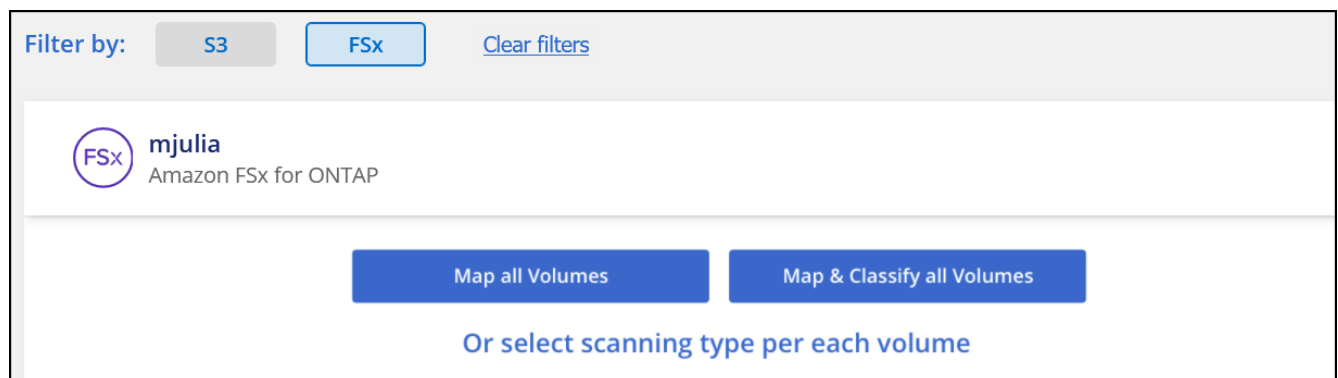 Filter by: S3 FSx Clear filters
FSx
mjulia
Amazon FSx for ONTAP
Map all Volumes Map & Classify all Volumes
Or select scanning type per each volume